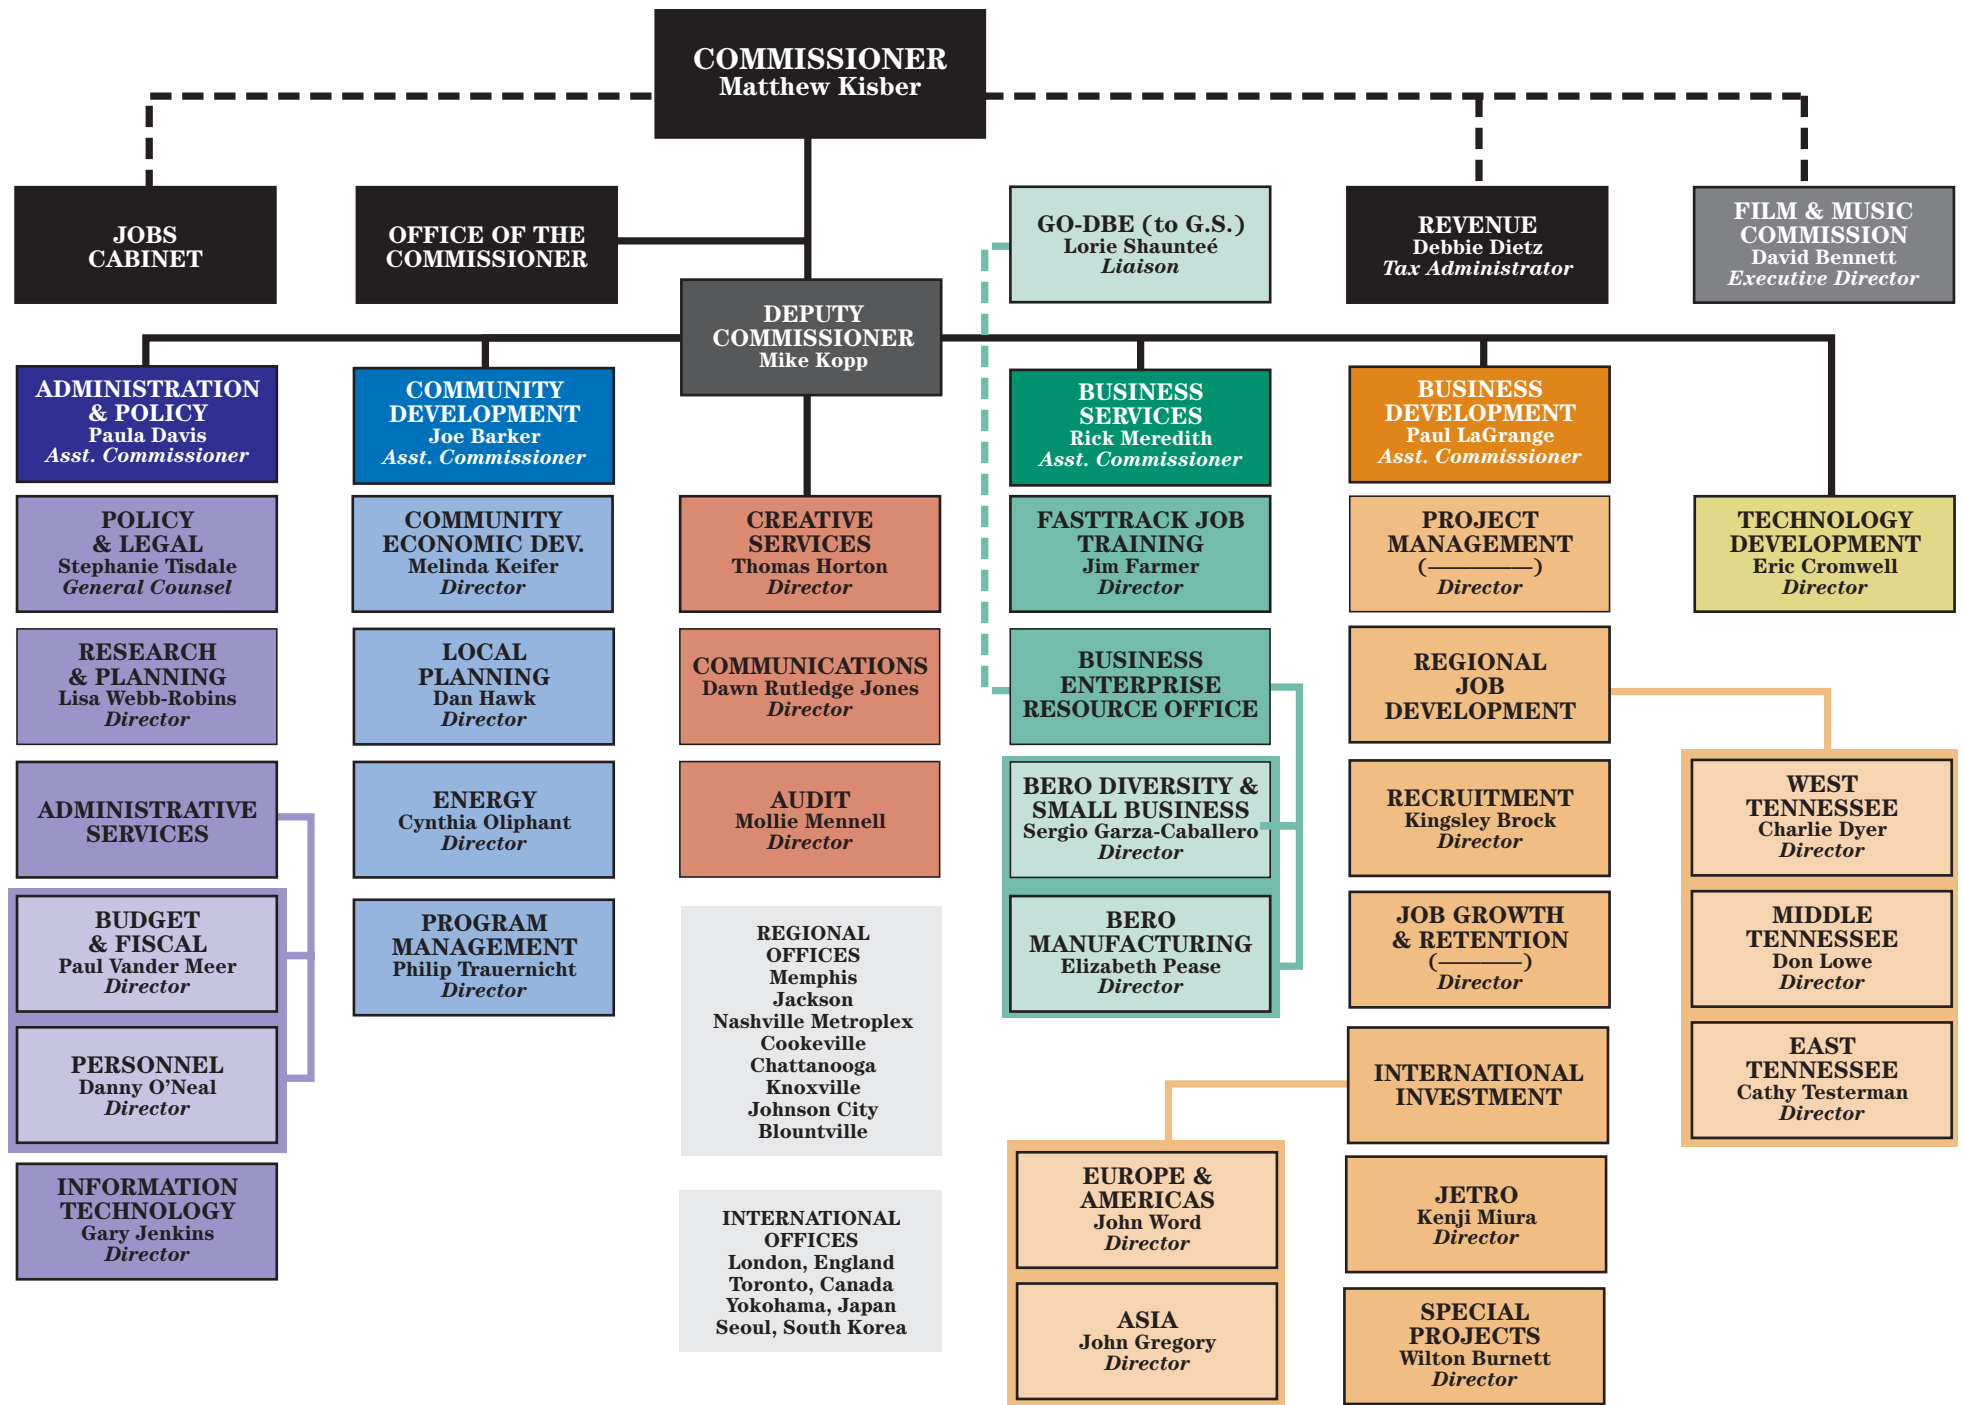 COMMISSIONER
Matthew Kisber
JOBS
CABINET
OFFICE OF THE
COMMISSIONER
GO-DBE (to G.S.)
Lorie Shaunteé
Liaison
REVENUE
Debbie Dietz
Tax Administrator
FILM & MUSIC
COMMISSION
David Bennett
Executive Director
DEPUTY
COMMISSIONER
Mike Kopp
ADMINISTRATION
& POLICY
Paula Davis
Asst. Commissioner
COMMUNITY
DEVELOPMENT
Joe Barker
Asst. Commissioner
BUSINESS
SERVICES
Rick Meredith
Asst. Commissioner
BUSINESS
DEVELOPMENT
Paul LaGrange
Asst. Commissioner
POLICY
& LEGAL
Stephanie Tisdale
General Counsel
COMMUNITY
ECONOMIC DEV.
Melinda Keifer
Director
CREATIVE
SERVICES
Thomas Horton
Director
FASTTRACK JOB
TRAINING
Jim Farmer
Director
PROJECT
MANAGEMENT
(—————)
Director
TECHNOLOGY
DEVELOPMENT
Eric Cromwell
Director
RESEARCH
& PLANNING
Lisa Webb-Robins
Director
LOCAL
PLANNING
Dan Hawk
Director
COMMUNICATIONS
Dawn Rutledge Jones
Director
BUSINESS
ENTERPRISE
RESOURCE OFFICE
REGIONAL
JOB
DEVELOPMENT
ADMINISTRATIVE
SERVICES
ENERGY
Cynthia Oliphant
Director
AUDIT
Mollie Mennell
Director
BERO DIVERSITY &
SMALL BUSINESS
Sergio Garza-Caballero
Director
RECRUITMENT
Kingsley Brock
Director
WEST
TENNESSEE
Charlie Dyer
Director
BUDGET
& FISCAL
Paul Vander Meer
Director
PROGRAM
MANAGEMENT
Philip Trauernicht
Director
REGIONAL
OFFICES
Memphis
Jackson
Nashville Metroplex
Cookeville
Chattanooga
Knoxville
Johnson City
Blountville
BERO
MANUFACTURING
Elizabeth Pease
Director
JOB GROWTH
& RETENTION
(————)
Director
MIDDLE
TENNESSEE
Don Lowe
Director
PERSONNEL
Danny O’Neal
Director
INTERNATIONAL
INVESTMENT
EAST
TENNESSEE
Cathy Testerman
Director
INFORMATION
TECHNOLOGY
Gary Jenkins
Director
INTERNATIONAL
OFFICES
London, England
Toronto, Canada
Yokohama, Japan
Seoul, South Korea
EUROPE &
AMERICAS
John Word
Director
JETRO
Kenji Miura
Director
ASIA
John Gregory
Director
SPECIAL
PROJECTS
Wilton Burnett
Director